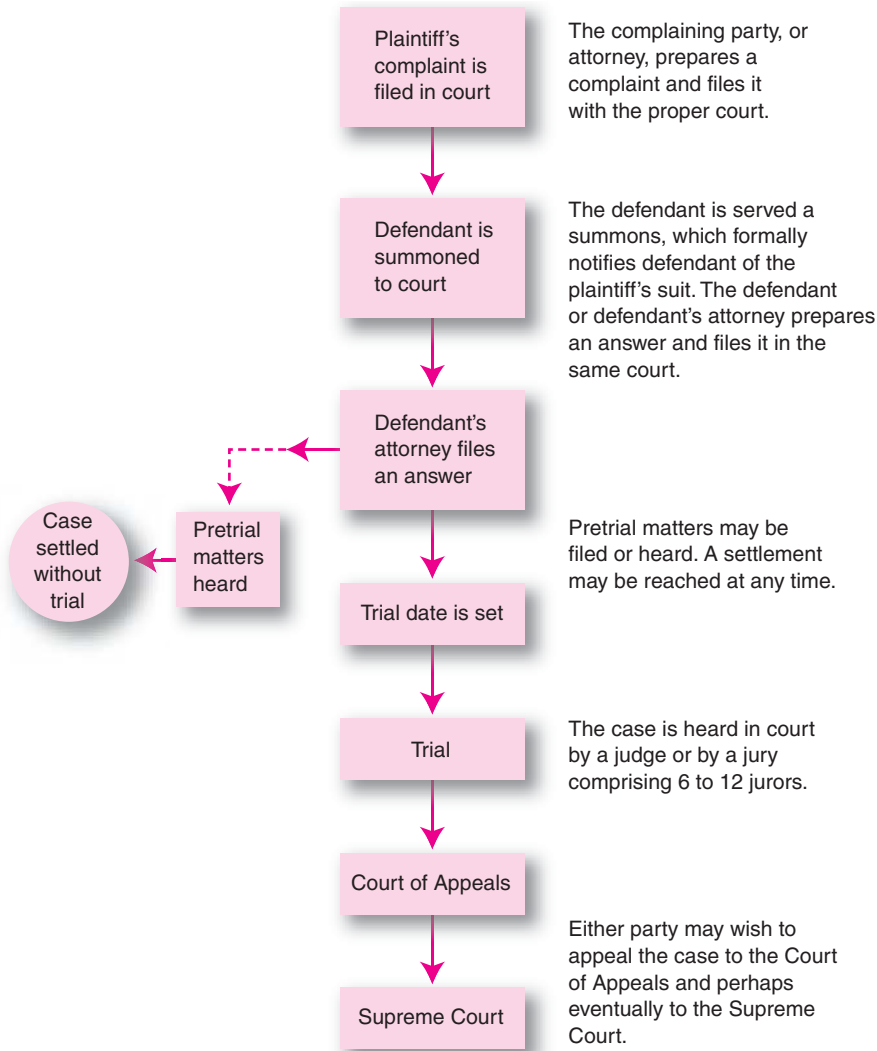 Plaintiff’s
complaint is
filed in court
The complaining party, or
attorney, prepares a
complaint and files it
with the proper court.
Defendant is
summoned
to court
The defendant is served a
summons, which formally
notifies defendant of the
plaintiff’s suit. The defendant
or defendant’s attorney prepares
an answer and files it in the
same court.
Defendant’s
attorney files
an answer
Case
settled
without
trial
Pretrial
matters
heard
Pretrial matters may be
filed or heard. A settlement
may be reached at any time.
Trial date is set
Trial
The case is heard in court
by a judge or by a jury
comprising 6 to 12 jurors.
Court of Appeals
Either party may wish to
appeal the case to the Court
of Appeals and perhaps
eventually to the Supreme
Court.
Supreme Court